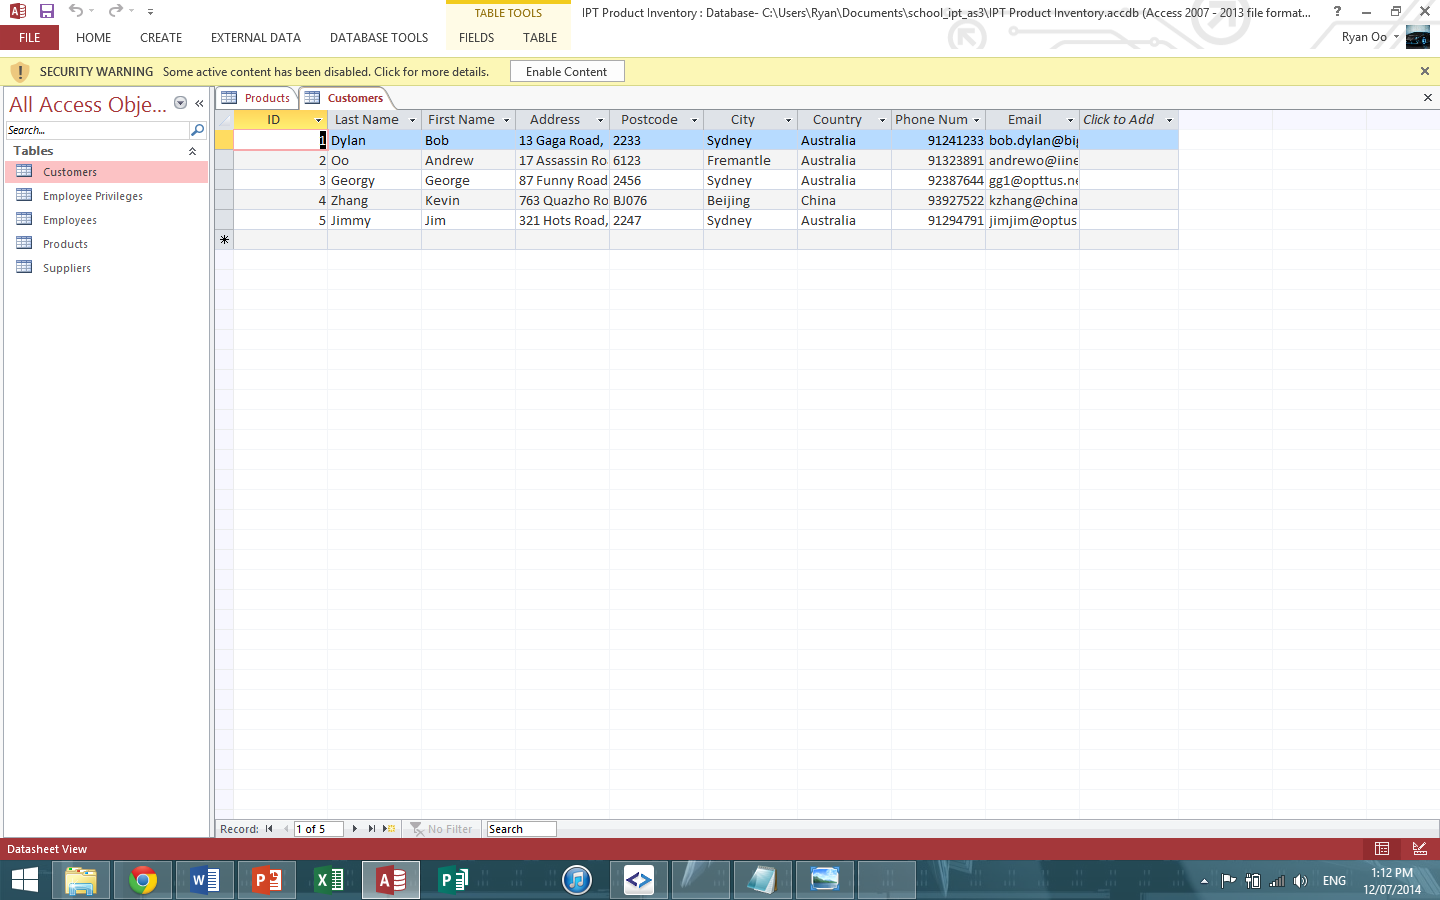 TABLE TOOLS
IPT Product Inventory : Database- C:\Users\Ryan\Documents\school_ipt_as3\IPT Product Inventory.accdb (Access 2007 - 2013 file format...
FILE HOME CREATE EXTERNAL DATA DATABASE TOOLS FIELDS TABLE Ryan Oo
SECURITY WARNING Some active content has been disabled. Click for more details. Enable Content
All Access Obje...
Search...
Tables
Customers
Employee Privileges
Employees
Products
Suppliers
Products Customers
ID Last Name First Name Address Postcode City Country Phone Num Email Click to Add
1 Dylan Bob 13 Gaga Road, 2233 Sydney Australia 91241233 bob.dylan@big
2 Oo Andrew 17 Assassin Ro 6123 Fremantle Australia 91323891 andrewo@iine
3 Georgy George 87 Funny Road 2456 Sydney Australia 92387644 gg1@opttus.ne
4 Zhang Kevin 763 Quazho Ro BJ076 Beijing China 93927522 kzhang@china
5 Jimmy Jim 321 Hots Road, 2247 Sydney Australia 91294791 jimjim@optus
Record: 1 of 5 No Filter Search
Datasheet View
ENG
1:12 PM
12/07/2014